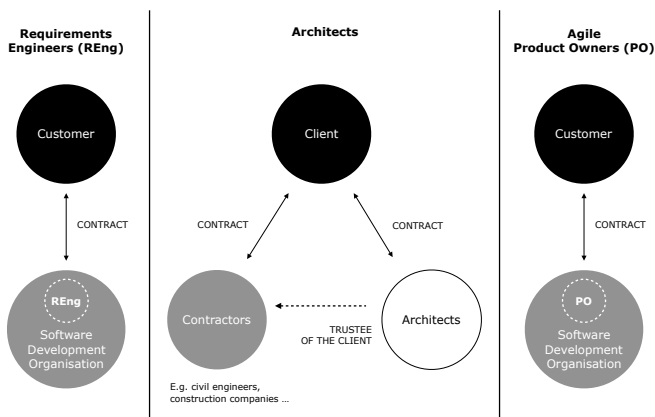 Requirements
Engineers (REng)
Customer
CONTRACT
REng
Software
Development
Organisation
Architects
Client
CONTRACT
CONTRACT
Contractors
TRUSTEE
OF THE CLIENT
Architects
E.g. civil engineers,
construction companies ...
Agile
Product Owners (PO)
Customer
CONTRACT
PO
Software
Development
Organisation